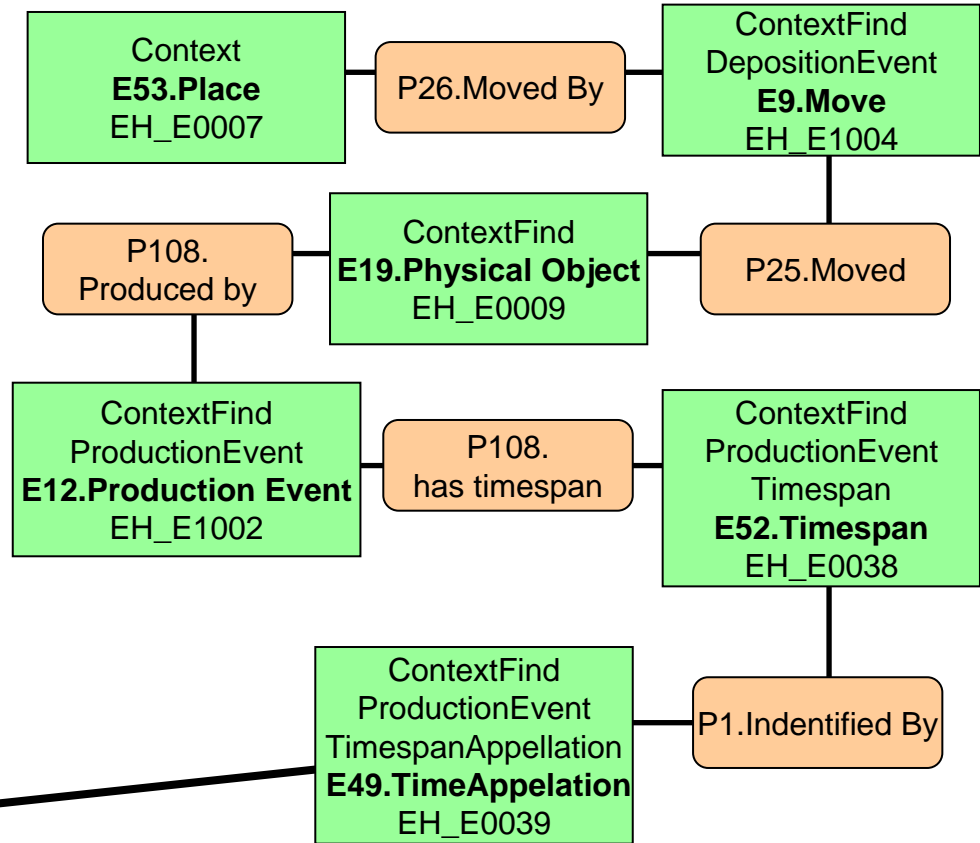 Context
E53.Place
EH_E0007
P26.Moved By
ContextFind
DepositionEvent
E9.Move
EH_E1004
P108.
Produced by
ContextFind
E19.Physical Object
EH_E0009
P25.Moved
ContextFind
ProductionEvent
E12.Production Event
EH_E1002
P108.
has timespan
ContextFind
ProductionEvent
Timespan
E52.Timespan
EH_E0038
ContextFind
ProductionEvent
TimespanAppellation
E49.TimeAppelation
EH_E0039
P1.Indentified By